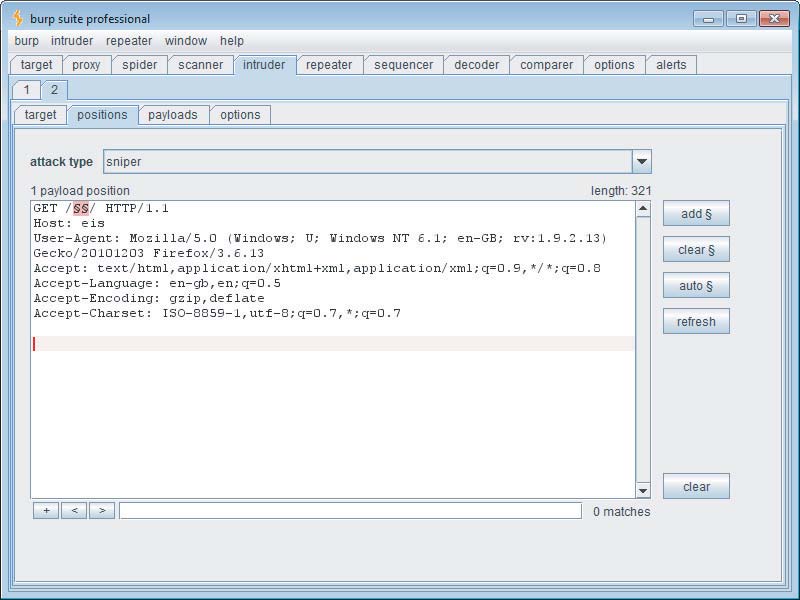 burp suite professional
burp intruder repeater window help
target proxy spider scanner intruder repeater sequencer decoder comparer options alerts
1 2
target positions payloads options
attack type sniper
1 payload position length: 321
GET /§§/ HTTP/1.1
Host: eis
User-Agent: Mozilla/5.0 (Windows; U; Windows NT 6.1; en-GB; rv:1.9.2.13)
Gecko/20101203 Firefox/3.6.13
Accept: text/html,application/xhtml+xml,application/xml;q=0.9,*/*;q=0.8
Accept-Language: en-gb,en;q=0.5
Accept-Encoding: gzip,deflate
Accept-Charset: ISO-8859-1,utf-8;q=0.7,*;q=0.7
add §
clear §
auto §
refresh
clear
+ < > 0 matches